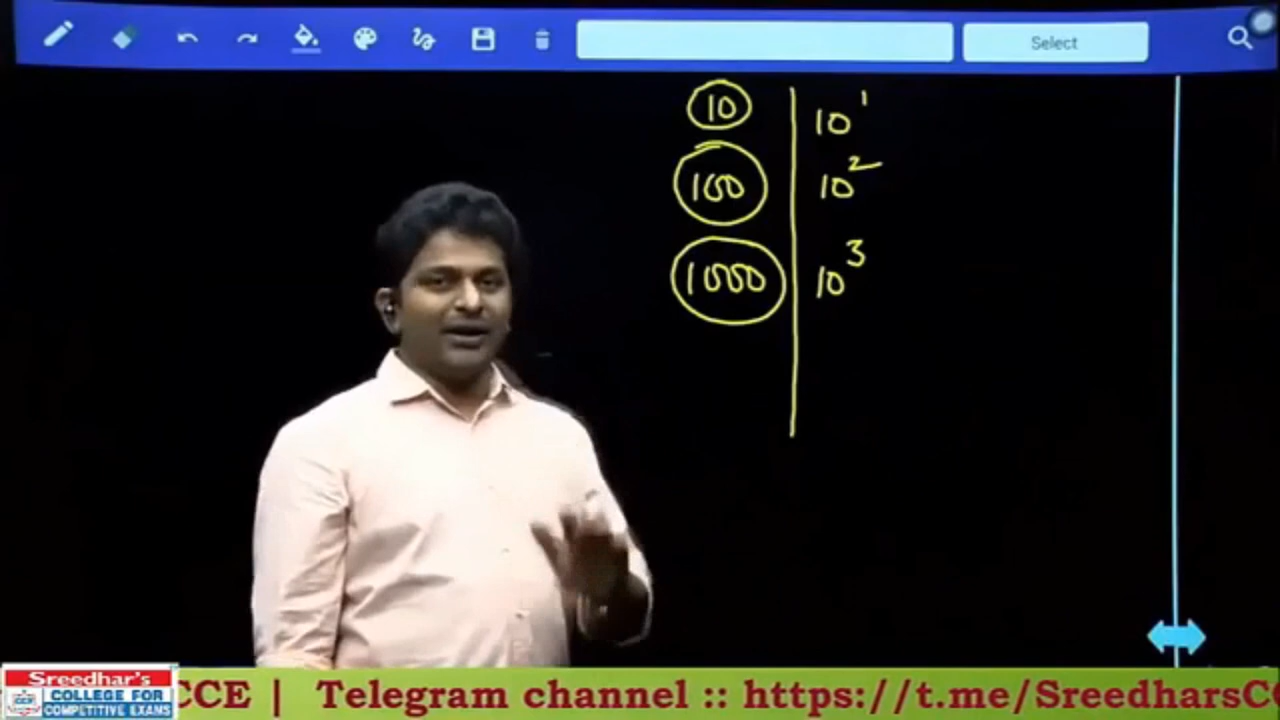 Select
10 | 10¹
100 | 10²
1000 | 10³
Sreedhar's
COLLEGE FOR
COMPETITIVE EXAMS
CCE | Telegram channel :: https://t.me/SreedharsC